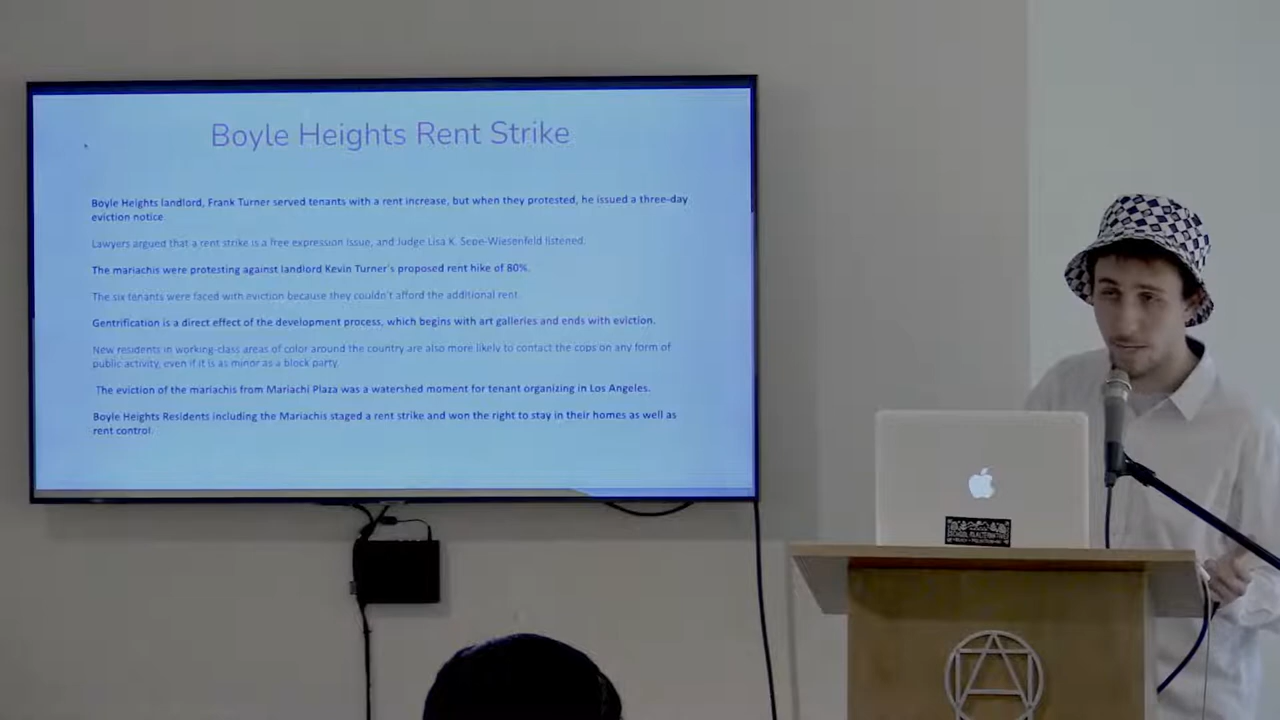 Boyle Heights Rent Strike
Boyle Heights landlord, Frank Turner served tenants with a rent increase, but when they protested, he issued a three-day
eviction notice.
Lawyers argued that a rent strike is a free expression issue, and Judge Lisa K. Sepe-Wiesenfeld listened.
The mariachis were protesting against landlord Kevin Turner's proposed rent hike of 80%.
The six tenants were faced with eviction because they couldn't afford the additional rent.
Gentrification is a direct effect of the development process, which begins with art galleries and ends with eviction.
New residents in working-class areas of color around the country are also more likely to contact the cops on any form of
public activity, even if it is as minor as a block party.
The eviction of the mariachis from Mariachi Plaza was a watershed moment for tenant organizing in Los Angeles.
Boyle Heights Residents including the Mariachis staged a rent strike and won the right to stay in their homes as well as
rent control.